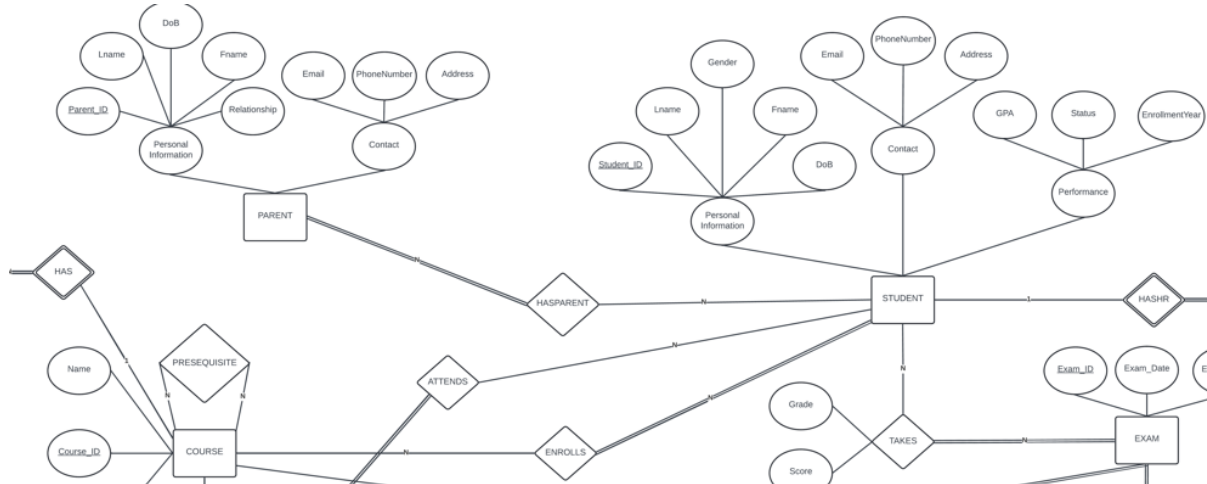 DoB
Lname
Fname
Parent_ID
Relationship
Personal
Information
Email
PhoneNumber
Address
Contact
PARENT
Gender
Lname
Fname
Student_ID
DoB
Personal
Information
Email
PhoneNumber
Address
Contact
GPA
Status
EnrollmentYear
Performance
N
HASPARENT
N
STUDENT
1
HASHR
HAS
1
PRESEQUISITE
N
N
Name
Course_ID
COURSE
ATTENDS
N
N
ENROLLS
N
N
Grade
Score
TAKES
N
Exam_ID
Exam_Date
E
EXAM